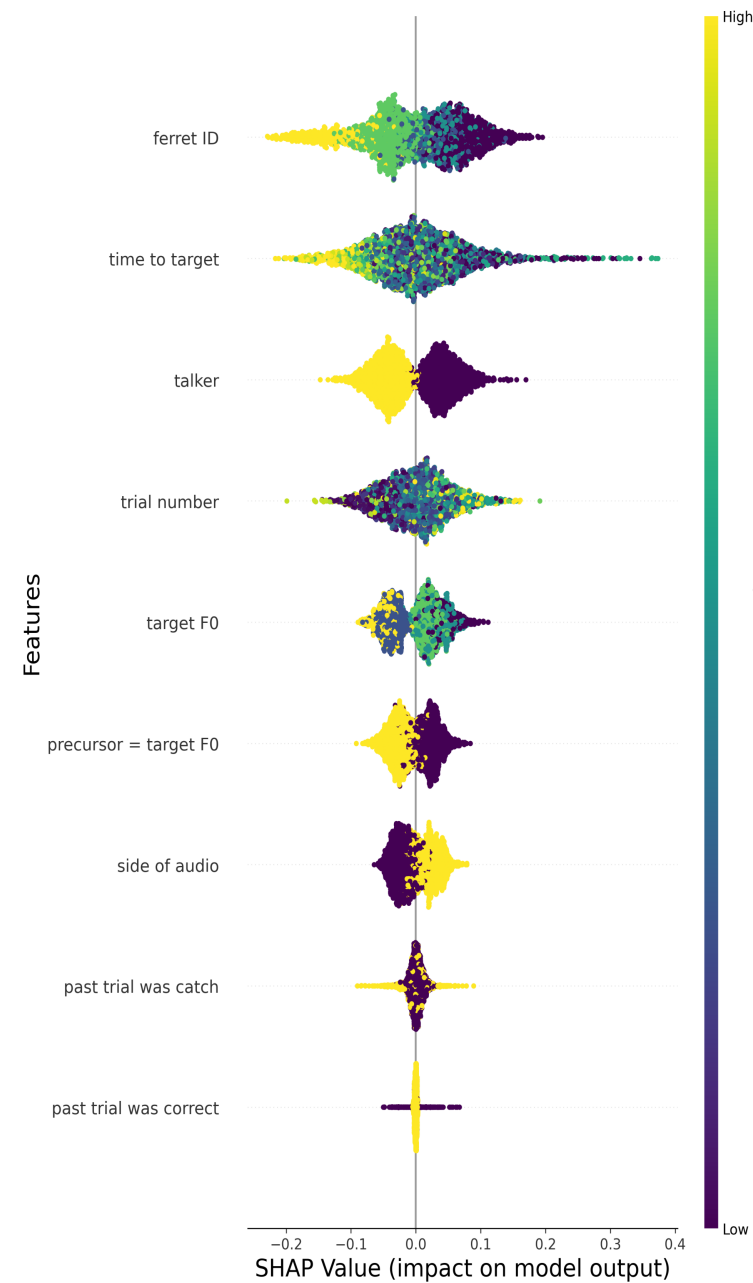 High
ferret ID
time to target
talker
trial number
target F0
precursor = target F0
side of audio
past trial was catch
past trial was correct
Features
Low
−0.2 −0.1 0.0 0.1 0.2 0.3 0.4
SHAP Value (impact on model output)